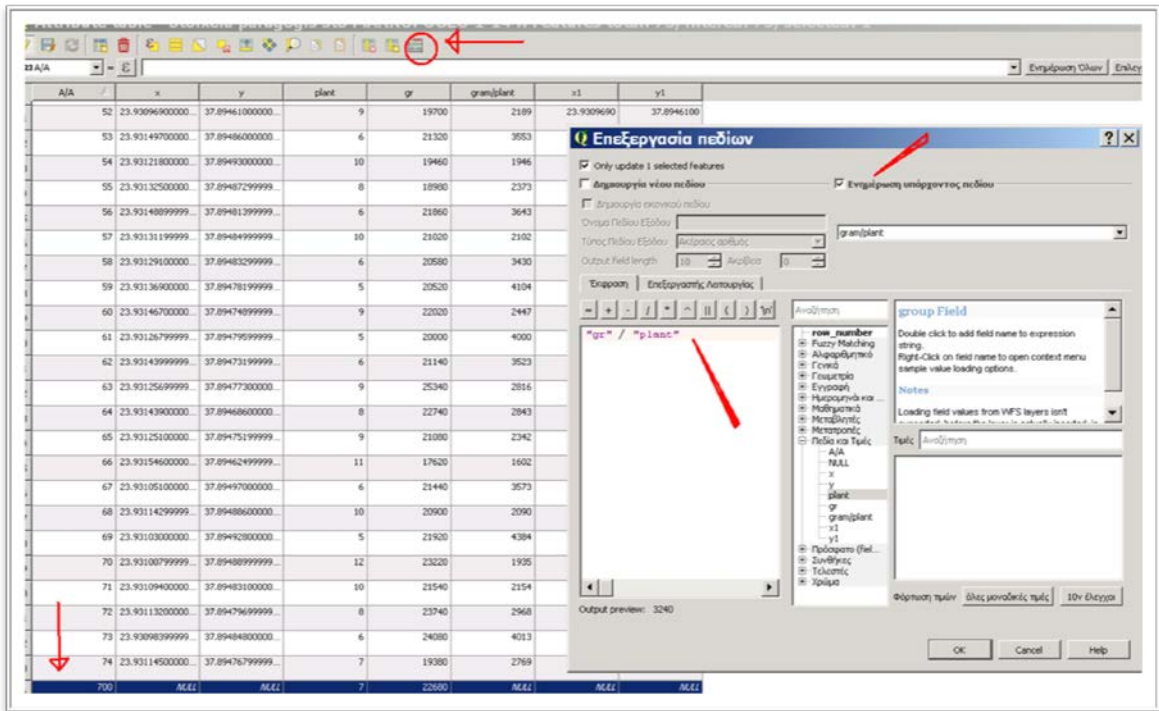 A/A x y plant gr gram/plant x1 y1
52 23.93096900000... 37.89461000000... 9 19700 2189 23.9309690 37.8946100
53 23.93149700000... 37.89486000000... 6 21320 3553
54 23.93121800000... 37.89493000000... 10 19460 1946
55 23.93132500000... 37.89487299999... 8 18980 2373
56 23.93148899999... 37.89481399999... 6 21860 3643
57 23.93131199999... 37.89484999999... 10 21020 2102
58 23.93129100000... 37.89483299999... 6 20580 3430
59 23.93136900000... 37.89478199999... 5 20520 4104
60 23.93146700000... 37.89474899999... 9 22020 2447
61 23.93126799999... 37.89479599999... 5 20000 4000
62 23.93143999999... 37.89473199999... 6 21140 3523
63 23.93125699999... 37.89477300000... 9 25340 2816
64 23.93143900000... 37.89468600000... 8 22740 2843
65 23.93125100000... 37.89475199999... 9 21080 2342
66 23.93154600000... 37.89462499999... 11 17620 1602
67 23.93105100000... 37.89497000000... 6 21440 3573
68 23.93114299999... 37.89488600000... 10 20900 2090
69 23.93103000000... 37.89492800000... 5 21920 4384
70 23.93100799999... 37.89488999999... 12 23220 1935
71 23.93109400000... 37.89483100000... 10 21540 2154
72 23.93113200000... 37.89479699999... 8 23740 2968
73 23.93098399999... 37.89484800000... 6 24080 4013
74 23.93114500000... 37.89476799999... 7 19380 2769
700 NULL NULL 7 22680 NULL NULL NULL
A/A = ε Ενημέρωση Όλων
Επεξεργασία πεδίων
Only update 1 selected features
Δημιουργία νέου πεδίου
Ενημέρωση υπάρχοντος πεδίου
Δημιουργία εικονικού πεδίου
Όνομα Πεδίου Εξόδου
Τύπος Πεδίου Εξόδου Ακέραιος αριθμός
gram/plant
Output field length 10 Ακρίβεια 0
Έκφραση Επεξεργαστής Λειτουργίας
= + - / * ^ || ( ) '\n'
"gr" / "plant"
Output preview: 3240
Αναζήτηση
row_number
Fuzzy Matching
Αλφαριθμητικό
Γενικά
Γεωμετρία
Εγγραφή
Ημερομηνία και ...
Μαθηματικά
Μεταβλητές
Μετατροπές
Πεδία και Τιμές
A/A
NULL
x
y
plant
gr
gram/plant
x1
y1
Πρόσφατο (fiel...
Συνθήκες
Τελεστές
Χρώμα
group Field
Double click to add field name to expression
string.
Right-Click on field name to open context menu
sample value loading options.
Notes
Loading field values from WFS layers isn't
Τιμές Αναζήτηση
Φόρτωση τιμών όλες μοναδικές τιμές 10ν έλεγχοι
OK Cancel Help